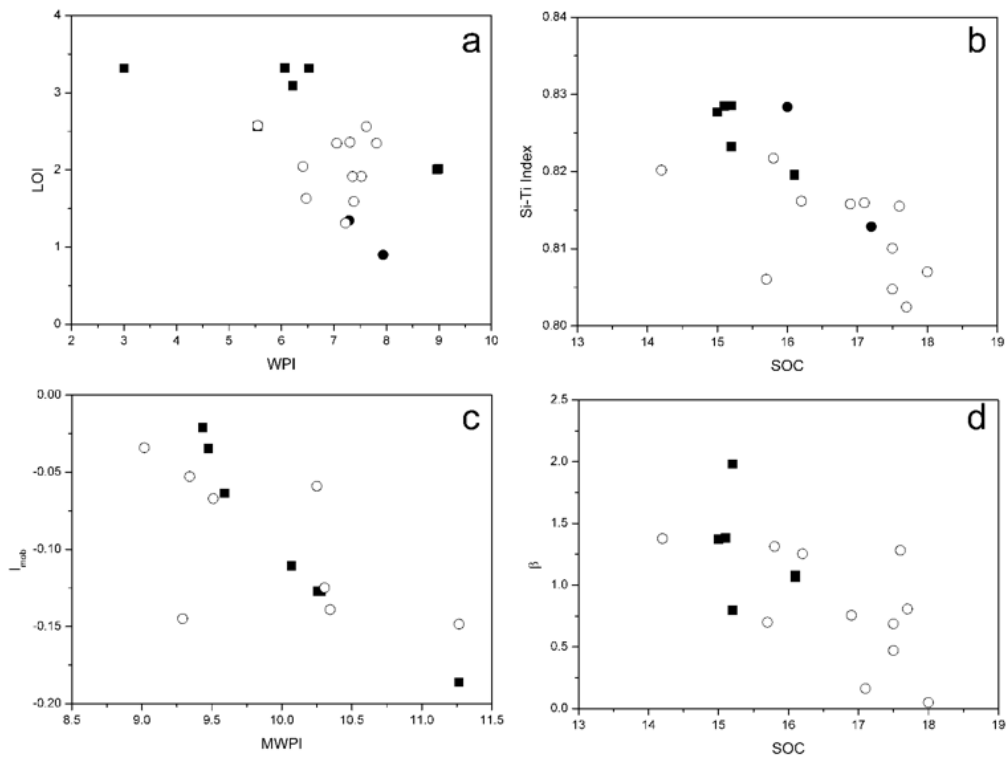 a
4
3
2
1
0
LOI
2 3 4 5 6 7 8 9 10
WPI
b
0.84
0.83
0.82
0.81
0.80
Si-Ti Index
13 14 15 16 17 18 19
SOC
c
0.00
-0.05
-0.10
-0.15
-0.20
I_mob
8.5 9.0 9.5 10.0 10.5 11.0 11.5
MWPI
d
2.5
2.0
1.5
1.0
0.5
0.0
β
13 14 15 16 17 18 19
SOC